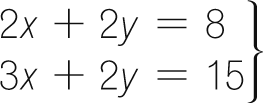 2x + 2y = 8
3x + 2y = 15}